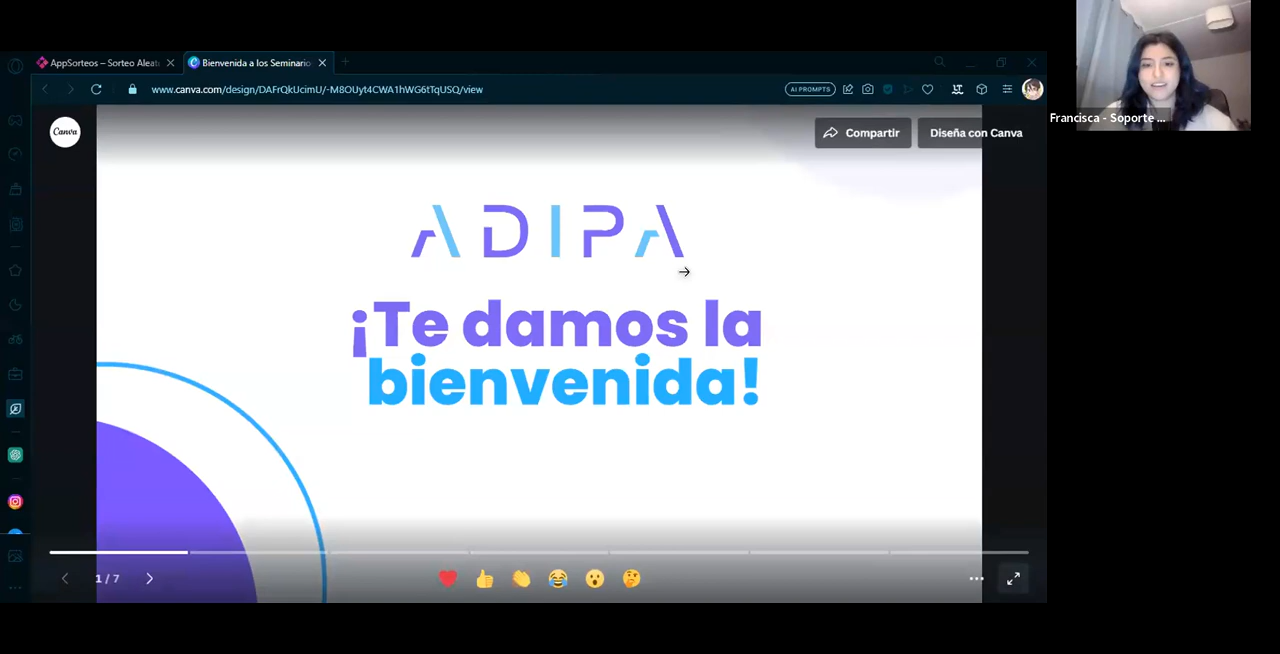 AppSorteos – Sorteo Aleat
Bienvenida a los Seminario
www.canva.com/design/DAFrQkUcimU/-M8OUyt4CWA1hWG6tTqUSQ/view
AI PROMPTS
Francisca - Soporte ...
Canva
Compartir
Diseña con Canva
ADIPA
¡Te damos la
bienvenida!
1 / 7